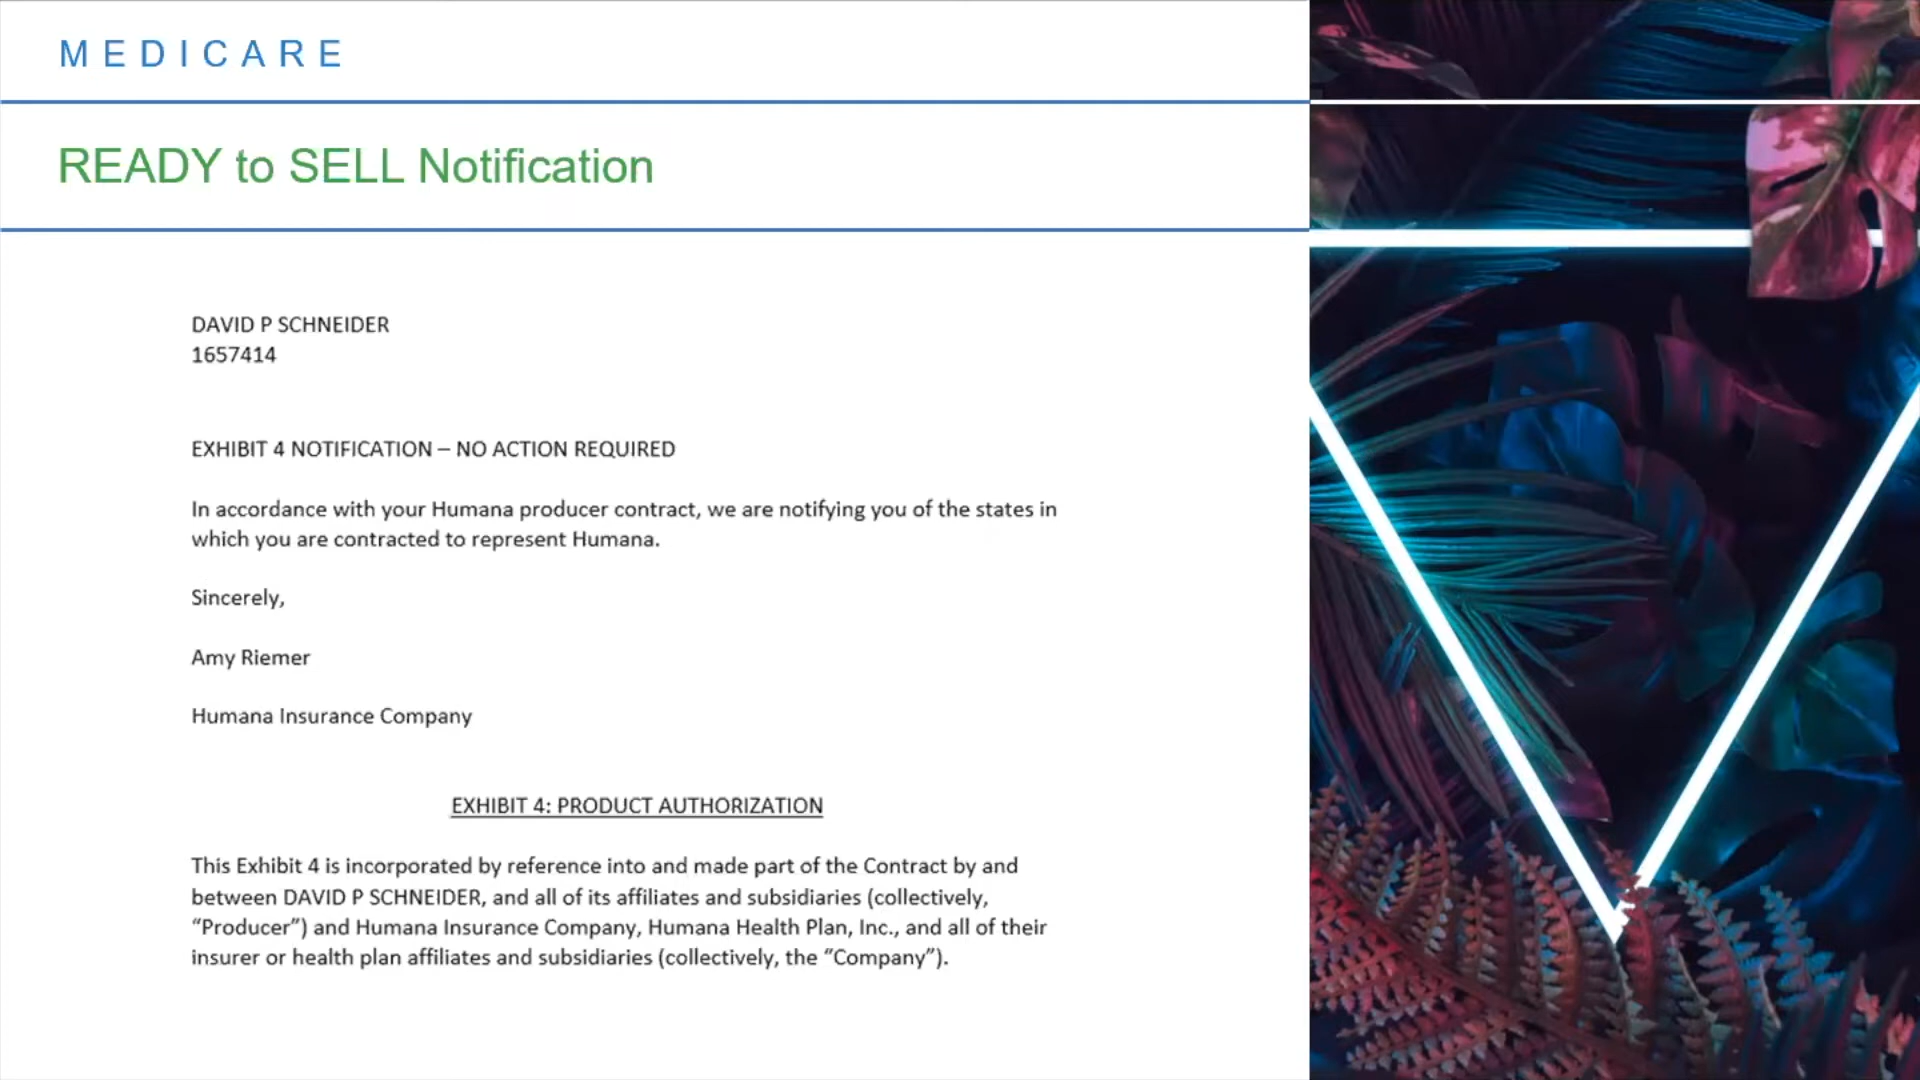 MEDICARE
READY to SELL Notification
DAVID P SCHNEIDER
1657414
EXHIBIT 4 NOTIFICATION – NO ACTION REQUIRED
In accordance with your Humana producer contract, we are notifying you of the states in
which you are contracted to represent Humana.
Sincerely,
Amy Riemer
Humana Insurance Company
EXHIBIT 4: PRODUCT AUTHORIZATION
This Exhibit 4 is incorporated by reference into and made part of the Contract by and
between DAVID P SCHNEIDER, and all of its affiliates and subsidiaries (collectively,
“Producer”) and Humana Insurance Company, Humana Health Plan, Inc., and all of their
insurer or health plan affiliates and subsidiaries (collectively, the “Company”).